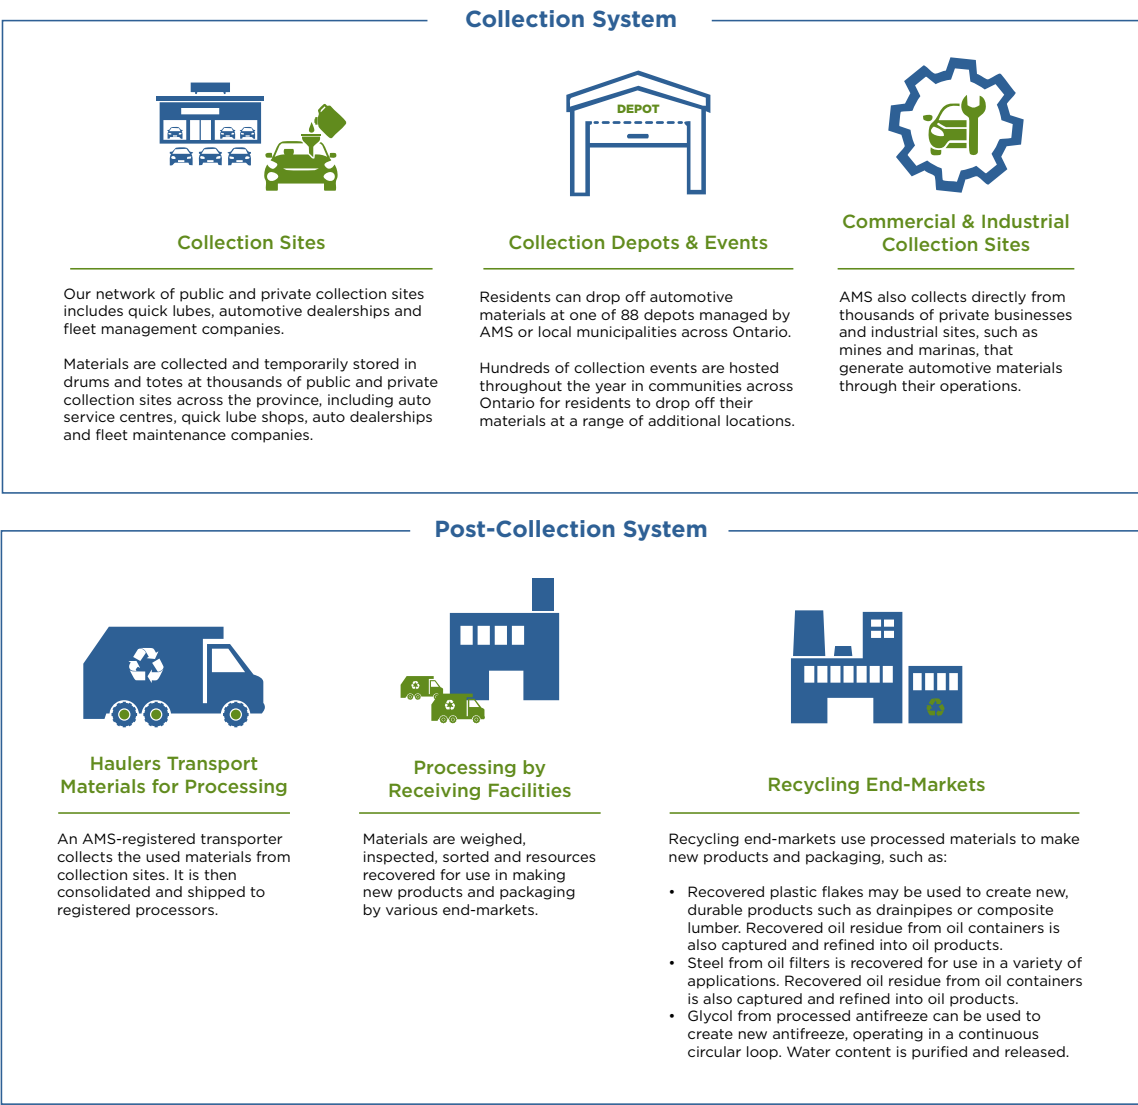 Collection System
DEPOT
Collection Sites
Our network of public and private collection sites
includes quick lubes, automotive dealerships and
fleet management companies.
Materials are collected and temporarily stored in
drums and totes at thousands of public and private
collection sites across the province, including auto
service centres, quick lube shops, auto dealerships
and fleet maintenance companies.
Collection Depots & Events
Residents can drop off automotive
materials at one of 88 depots managed by
AMS or local municipalities across Ontario.
Hundreds of collection events are hosted
throughout the year in communities across
Ontario for residents to drop off their
materials at a range of additional locations.
Commercial & Industrial
Collection Sites
AMS also collects directly from
thousands of private businesses
and industrial sites, such as
mines and marinas, that
generate automotive materials
through their operations.
Post-Collection System
Haulers Transport
Materials for Processing
An AMS-registered transporter
collects the used materials from
collection sites. It is then
consolidated and shipped to
registered processors.
Processing by
Receiving Facilities
Materials are weighed,
inspected, sorted and resources
recovered for use in making
new products and packaging
by various end-markets.
Recycling End-Markets
Recycling end-markets use processed materials to make
new products and packaging, such as:
• Recovered plastic flakes may be used to create new,
durable products such as drainpipes or composite
lumber. Recovered oil residue from oil containers is
also captured and refined into oil products.
• Steel from oil filters is recovered for use in a variety of
applications. Recovered oil residue from oil containers
is also captured and refined into oil products.
• Glycol from processed antifreeze can be used to
create new antifreeze, operating in a continuous
circular loop. Water content is purified and released.